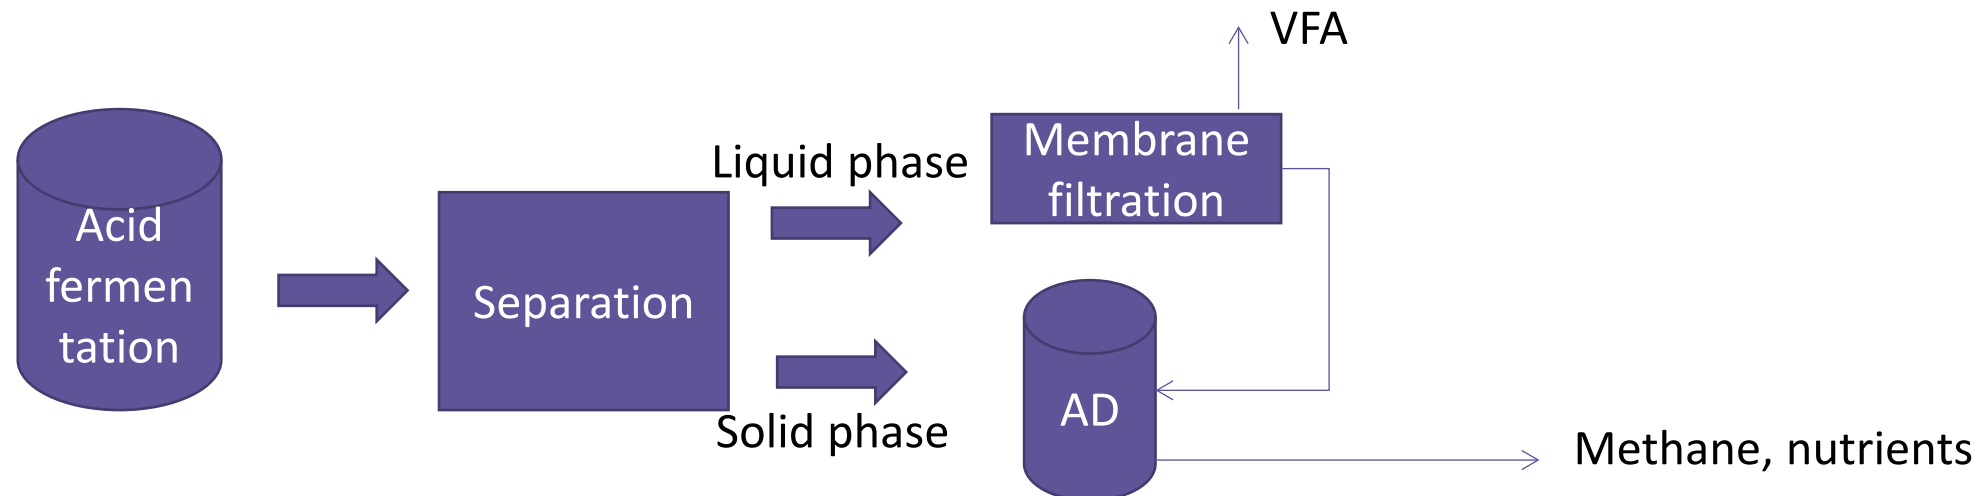 VFA
Acid
fermen
tation
Separation
Liquid phase
Solid phase
Membrane
filtration
AD
Methane, nutrients